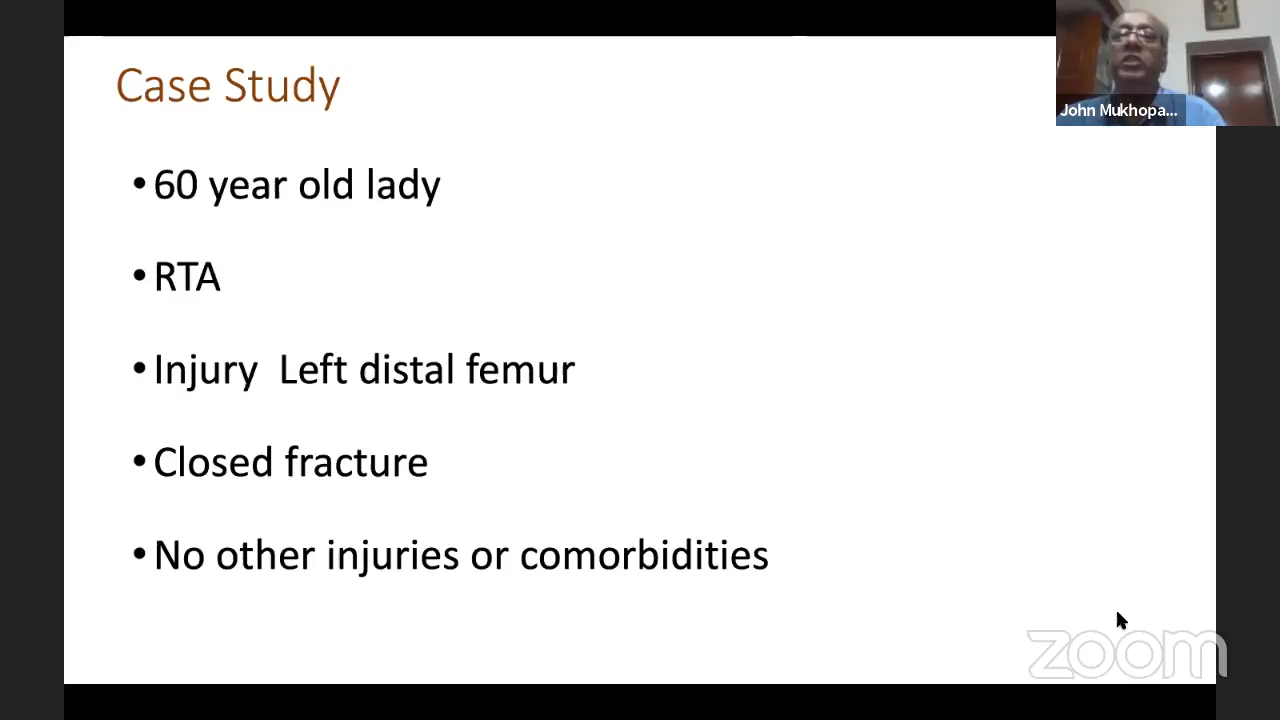 Case Study
John Mukhopa...
• 60 year old lady
• RTA
• Injury  Left distal femur
• Closed fracture
• No other injuries or comorbidities
zoom